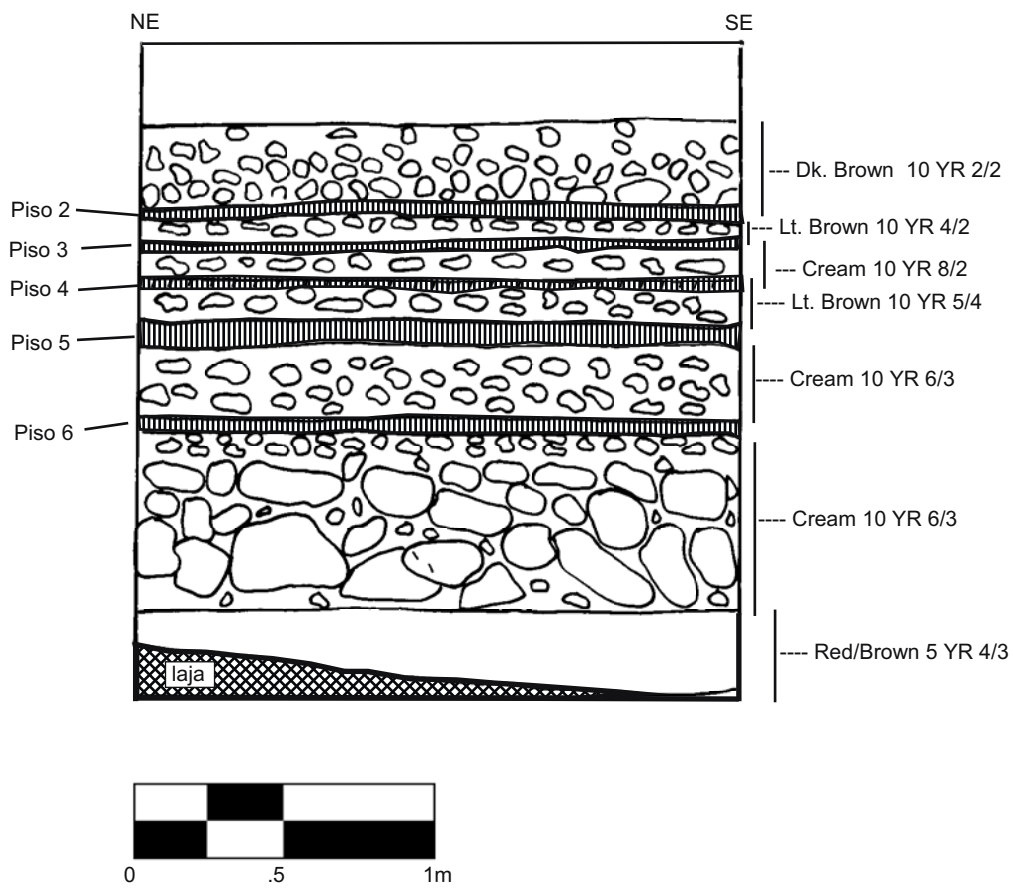 NE
SE
--- Dk. Brown 10 YR 2/2
Piso 2
--- Lt. Brown 10 YR 4/2
Piso 3
--- Cream 10 YR 8/2
Piso 4
---- Lt. Brown 10 YR 5/4
Piso 5
---- Cream 10 YR 6/3
Piso 6
---- Cream 10 YR 6/3
---- Red/Brown 5 YR 4/3
laja
0 .5 1m